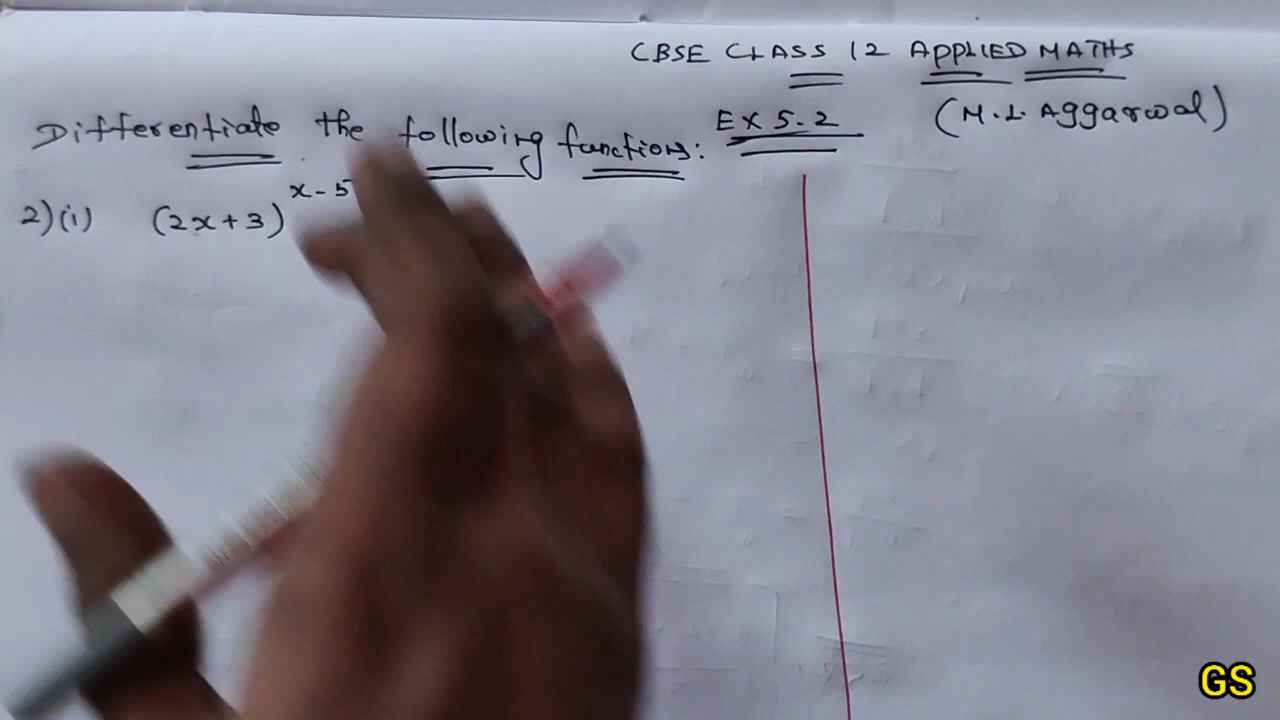 CBSE CLASS 12 APPLIED MATHS
(M.L. Aggarwal)
Differentiate the following functions: EX 5.2
2)(i) (2x+3)^x-5
GS